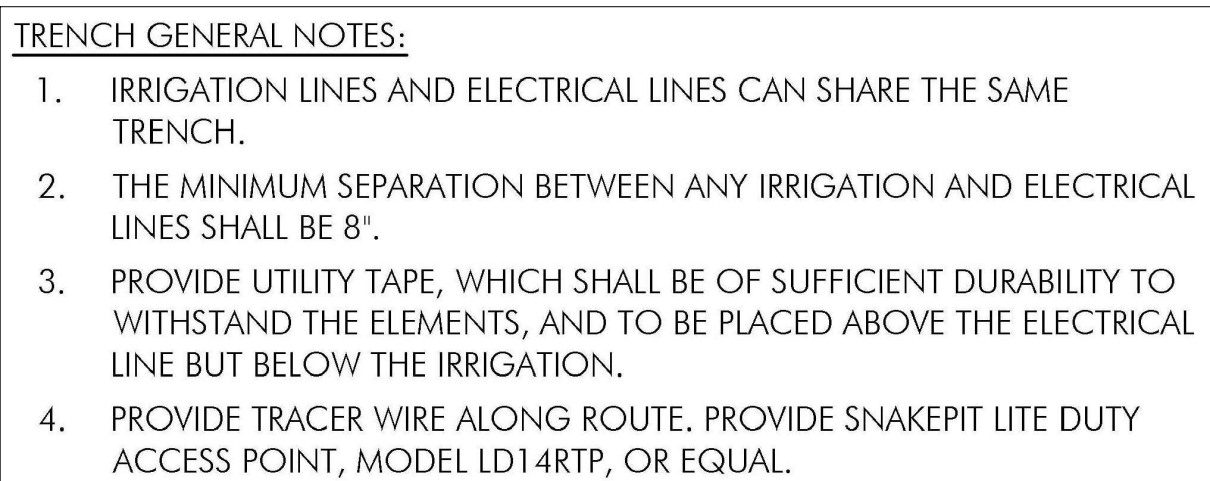 TRENCH GENERAL NOTES:
1. IRRIGATION LINES AND ELECTRICAL LINES CAN SHARE THE SAME
TRENCH.
2. THE MINIMUM SEPARATION BETWEEN ANY IRRIGATION AND ELECTRICAL
LINES SHALL BE 8".
3. PROVIDE UTILITY TAPE, WHICH SHALL BE OF SUFFICIENT DURABILITY TO
WITHSTAND THE ELEMENTS, AND TO BE PLACED ABOVE THE ELECTRICAL
LINE BUT BELOW THE IRRIGATION.
4. PROVIDE TRACER WIRE ALONG ROUTE. PROVIDE SNAKEPIT LITE DUTY
ACCESS POINT, MODEL LD14RTP, OR EQUAL.